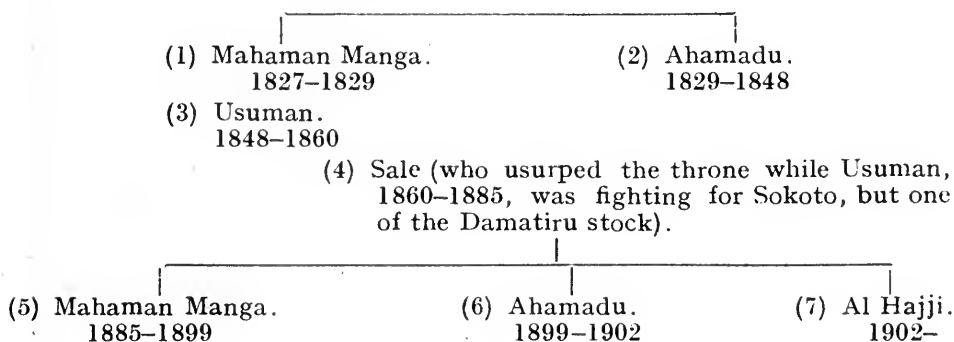 (1) Mahaman Manga. (2) Ahamadu.
1827–1829 1829–1848
(3) Usuman.
1848–1860
(4) Sale (who usurped the throne while Usuman,
1860–1885, was fighting for Sokoto, but one
of the Damatiru stock).
(5) Mahaman Manga. (6) Ahamadu. (7) Al Hajji.
1885–1899 1899–1902 1902–